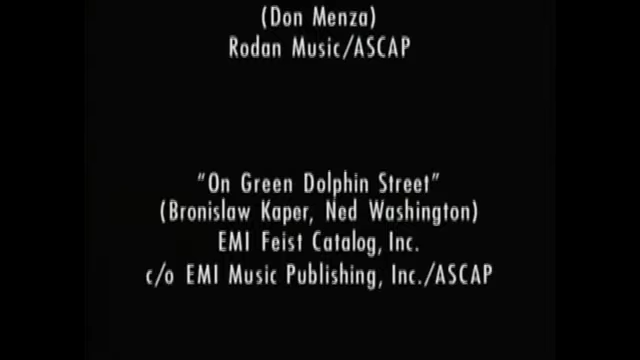 (Don Menza)
Rodan Music/ASCAP
“On Green Dolphin Street”
(Bronislaw Kaper, Ned Washington)
EMI Feist Catalog, Inc.
c/o EMI Music Publishing, Inc./ASCAP